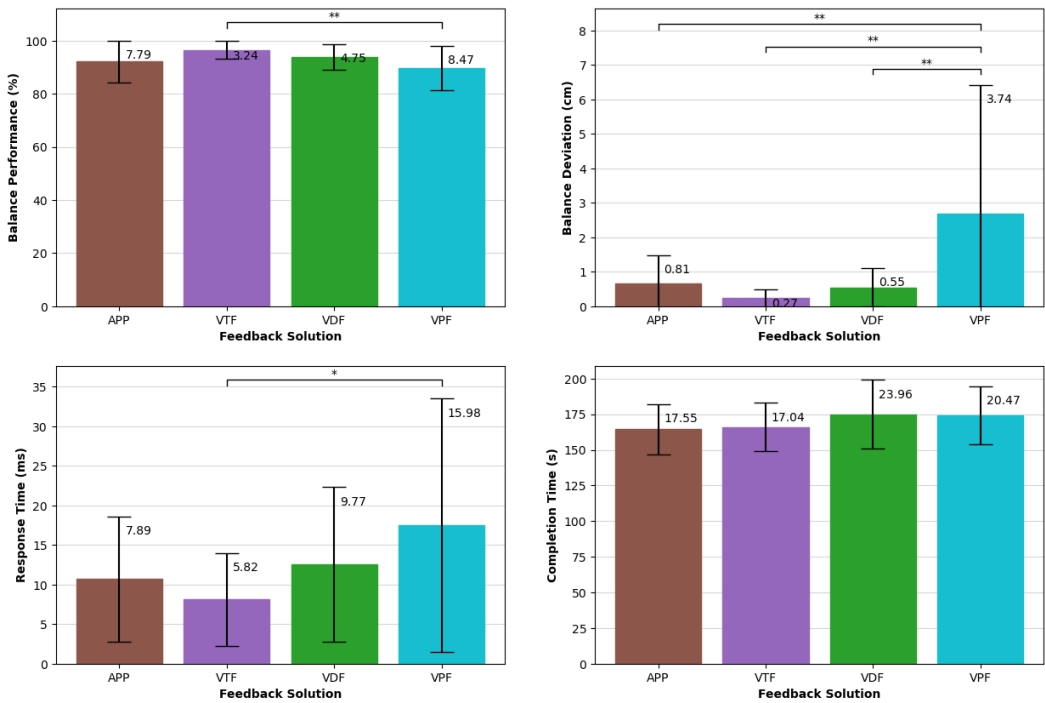 **
100
80
60
40
20
0
Balance Performance (%)
7.79
3.24
4.75
8.47
APP
VTF
VDF
VPF
Feedback Solution
**
**
**
8
7
6
5
4
3
2
1
0
Balance Deviation (cm)
0.81
0.27
0.55
3.74
APP
VTF
VDF
VPF
Feedback Solution
*
35
30
25
20
15
10
5
0
Response Time (ms)
7.89
5.82
9.77
15.98
APP
VTF
VDF
VPF
Feedback Solution
200
175
150
125
100
75
50
25
0
Completion Time (s)
17.55
17.04
23.96
20.47
APP
VTF
VDF
VPF
Feedback Solution